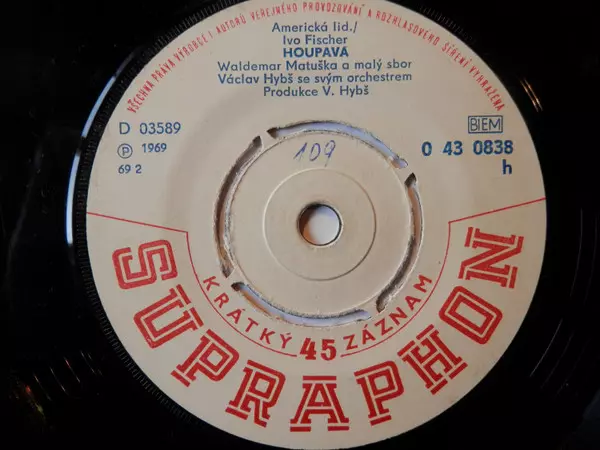 VŠECHNA PRÁVA VÝROBCE I AUTORŮ VEŘEJNÉHO PROVOZOVÁNÍ A ROZHLASOVÉHO ŠÍŘENÍ VYHRAZENA
Americká lid./
Ivo Fischer
HOUPAVÁ
Waldemar Matuška a malý sbor
Václav Hybš se svým orchestrem
Produkce V. Hybš
D 03589
Ⓟ 1969
69 2
BIEM
0 43 0838
h
109
KRÁTKÝ 45 ZÁZNAM
SUPRAPHON